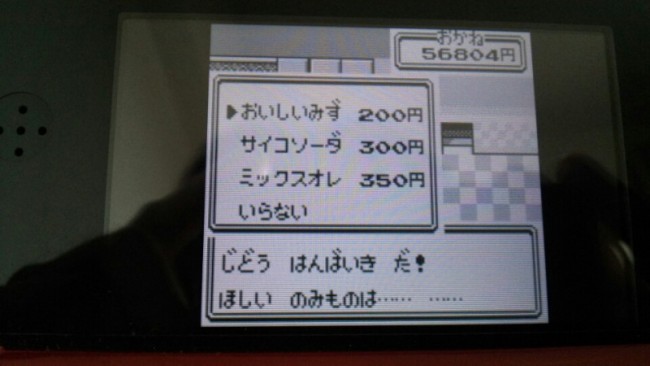 おかね
56804円
▶おいしいみず 200円
サイコソーダ 300円
ミックスオレ 350円
いらない
じどう はんばいき だ!
ほしい のみものは…… ……